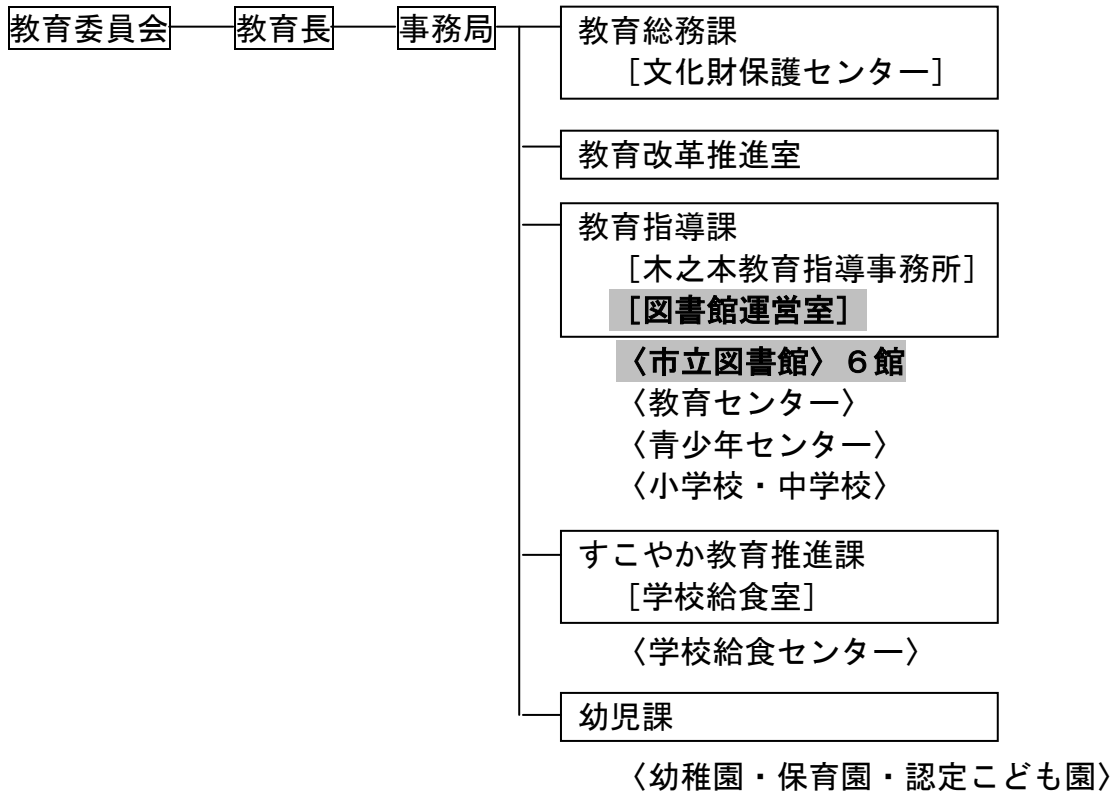 教育委員会 教育長 事務局 教育総務課
［文化財保護センター］
教育改革推進室
教育指導課
［木之本教育指導事務所］
［図書館運営室］
〈市立図書館〉６館
〈教育センター〉
〈青少年センター〉
〈小学校・中学校〉
すこやか教育推進課
［学校給食室］
〈学校給食センター〉
幼児課
〈幼稚園・保育園・認定こども園〉